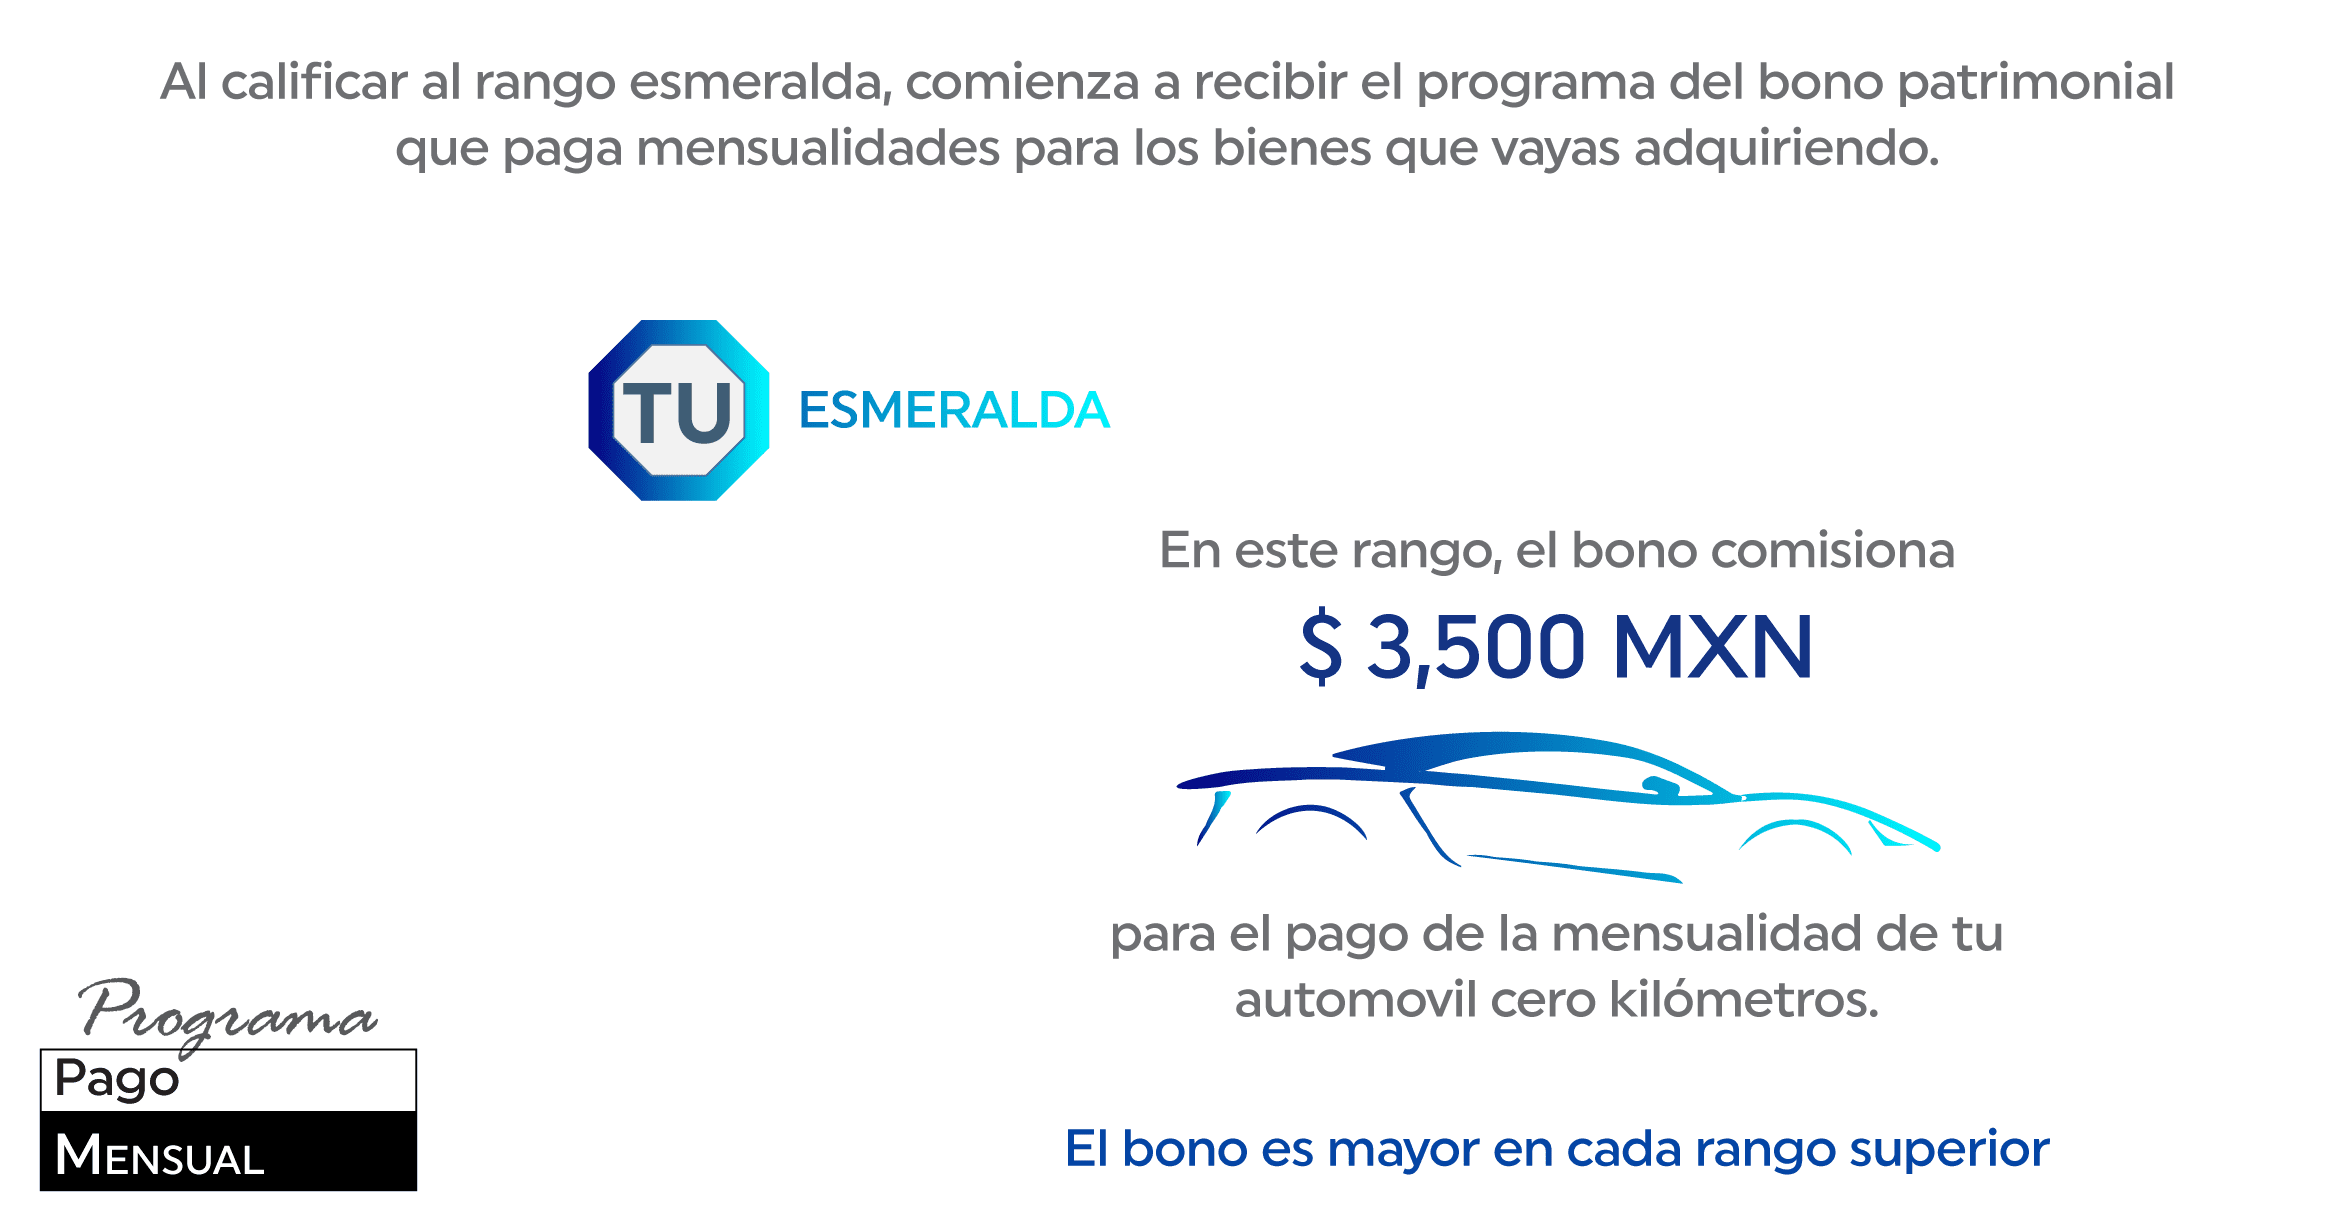 Al calificar al rango esmeralda, comienza a recibir el programa del bono patrimonial
que paga mensualidades para los bienes que vayas adquiriendo.
TU
ESMERALDA
En este rango, el bono comisiona
$ 3,500 MXN
para el pago de la mensualidad de tu
automovil cero kilómetros.
Programa
Pago
MENSUAL
El bono es mayor en cada rango superior